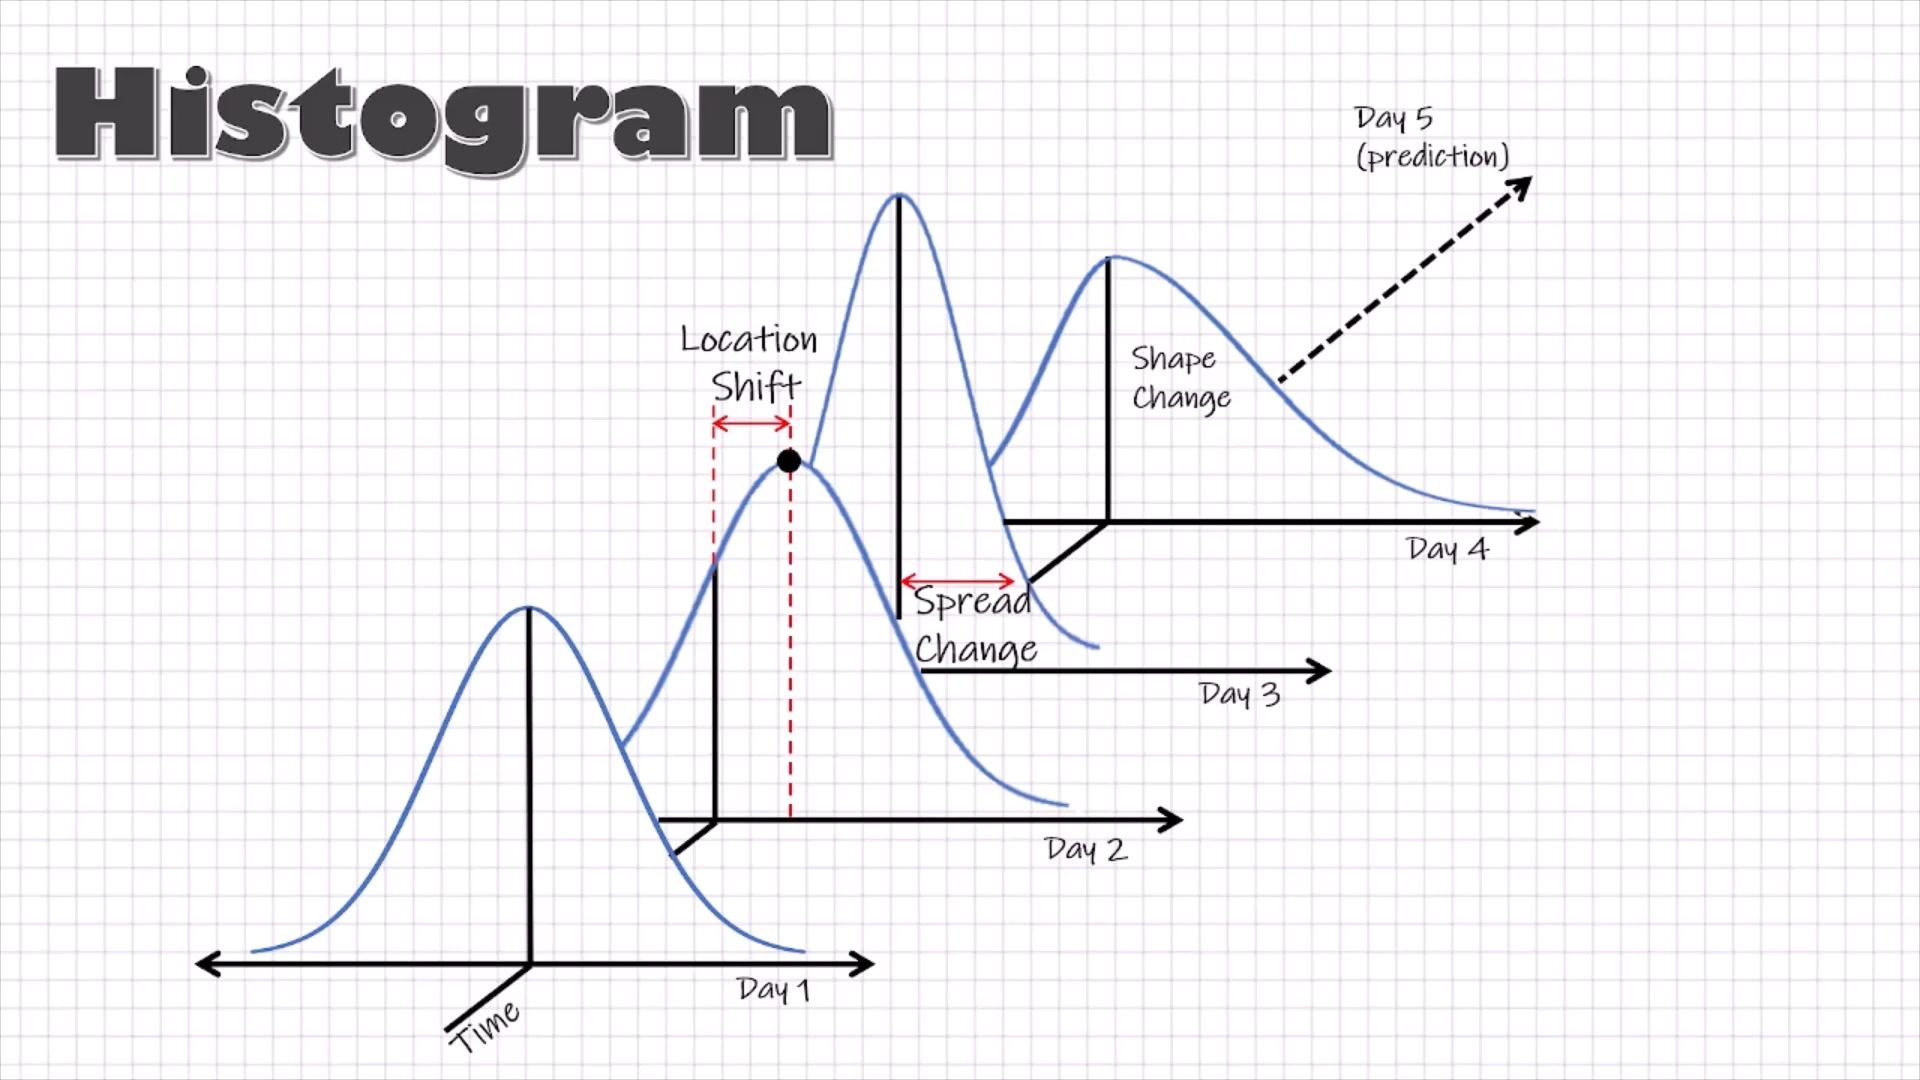 Histogram
Day 5
(prediction)
Location
Shift
Shape
Change
Day 4
Spread
Change
Day 3
Day 2
Day 1
Time